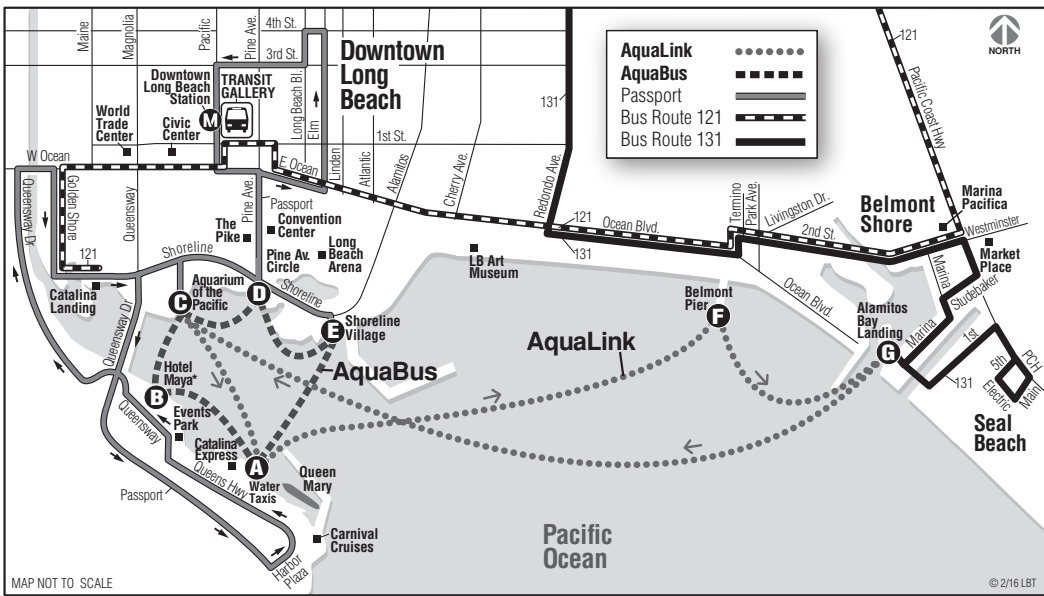 Maine
Magnolia
Pacific
Pine Ave.
4th St.
3rd St.
Downtown
Long Beach
Station
M
TRANSIT
GALLERY
Long Beach Bl.
Elm
Downtown
Long
Beach
World
Trade
Center
Civic
Center
1st St.
W Ocean
E. Ocean
Linden
Atlantic
Alamitos
Cherry Ave.
131
Redondo Ave.
AquaLink
AquaBus
Passport
Bus Route 121
Bus Route 131
121
Pacific Coast Hwy
NORTH
Queensway Dr
Golden Shore
121
Queensway
Pine Ave.
Passport
The
Pike
Convention
Center
Pine Av.
Circle
Long
Beach
Arena
Shoreline
Shoreline
LB Art
Museum
121
131
Ocean Blvd.
Termino
Park Ave.
Livingston Dr.
2nd St.
Belmont
Shore
Marina
Pacifica
Westminster
Market
Place
Marina
Studebaker
Catalina
Landing
Queensway Dr
C
Aquarium
of the
Pacific
D
E
Shoreline
Village
Belmont
Pier
F
Ocean Blvd.
Alamitos
Bay
Landing
G
Marina
1st
131
5th
Electric
PCH
Main
Seal
Beach
AquaLink
AquaBus
Hotel
Maya*
B
Events
Park
Queensway
Catalina
Express
A
Water
Taxis
Queens Hwy
Queen
Mary
Passport
Carnival
Cruises
Harbor
Plaza
Pacific
Ocean
MAP NOT TO SCALE
© 2/16 LBT